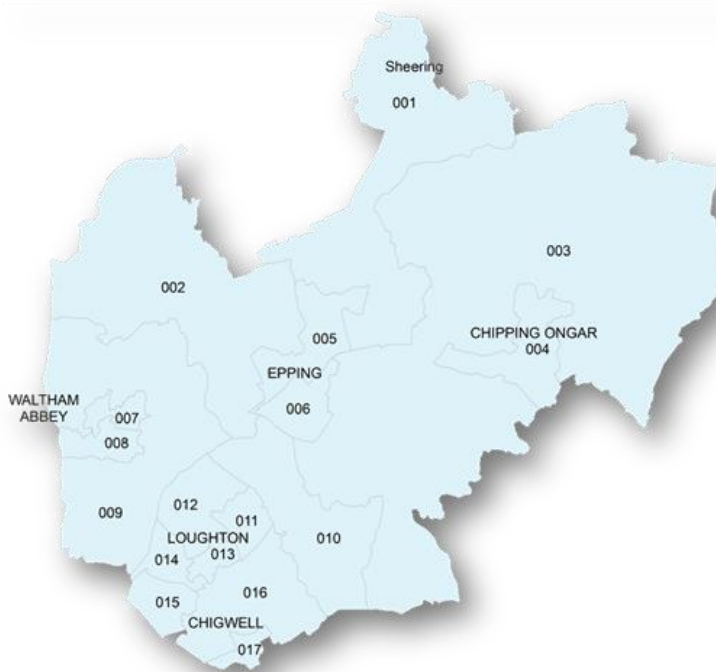 Sheering
001
003
002
005
CHIPPING ONGAR
004
EPPING
006
WALTHAM
ABBEY
007
008
009
012
011
010
LOUGHTON
013
014
016
015
CHIGWELL
017